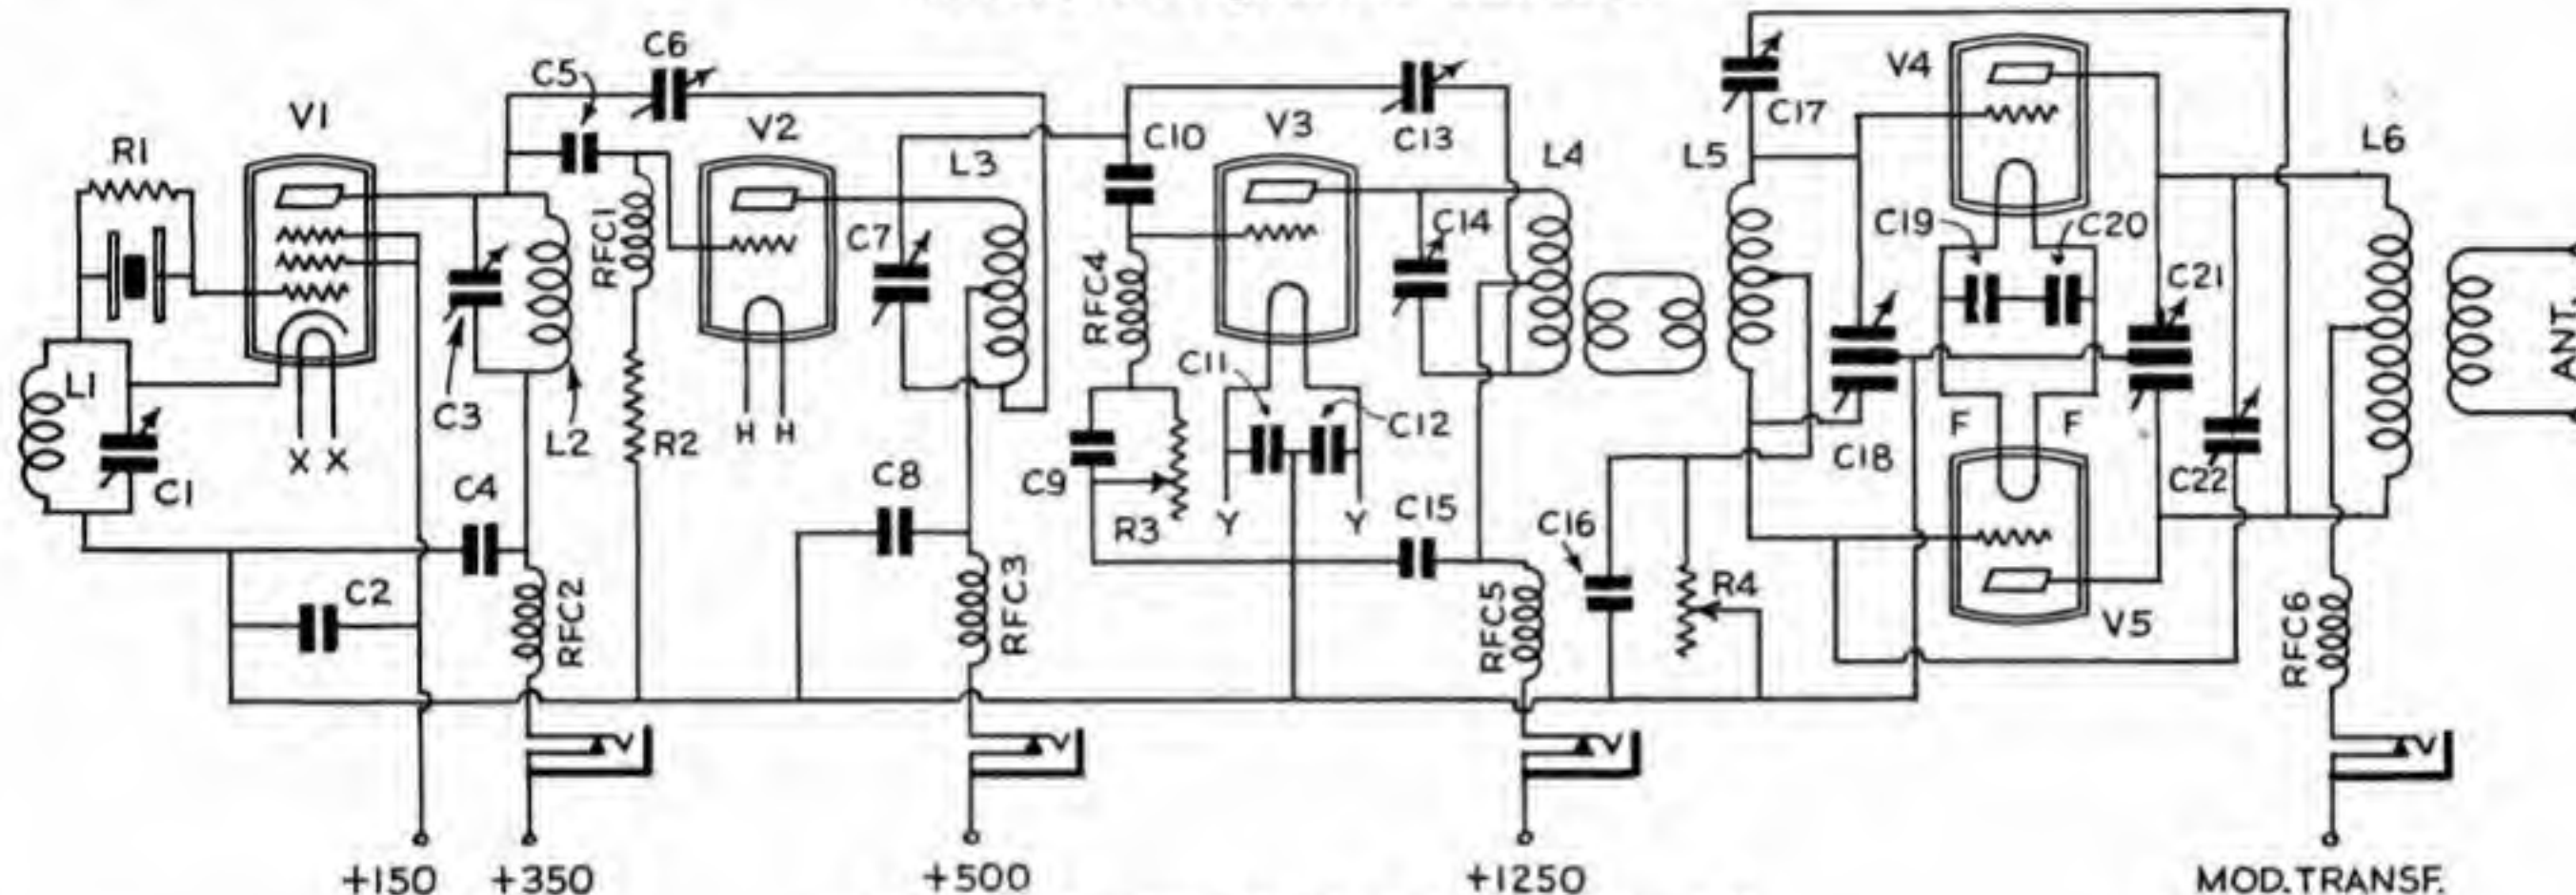 C6
C5
V4
V1
C17
V2
C10
V3
C13
R1
L3
L4
L5
L6
RFC1
C7
C14
C19
C20
RFC4
C21
L1
C11
C3
L2
R2
H H
C12
F F
C18
X X
C1
C4
C8
C9
R3
Y Y
C15
C16
C22
ANT.
C2
RFC2
RFC3
RFC5
R4
V5
RFC6
+150 +350 +500 +1250 MOD.TRANSF.